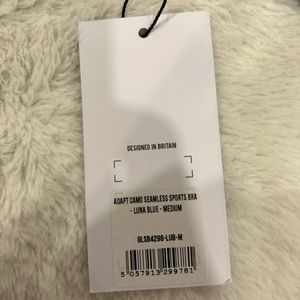 DESIGNED IN BRITAIN
ADAPT CAMO SEAMLESS SPORTS BRA
- LUNA BLUE - MEDIUM
GLSB4298-LUB-M
5 057913 299781